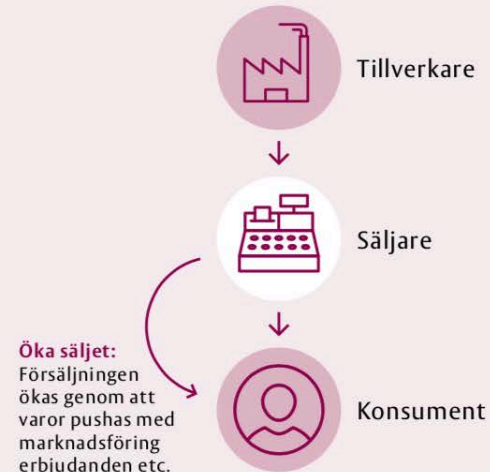 Tillverkare
Säljare
Öka säljet:
Försäljningen
ökas genom att
varor pushas med
marknadsföring
erbjudanden etc.
Konsument